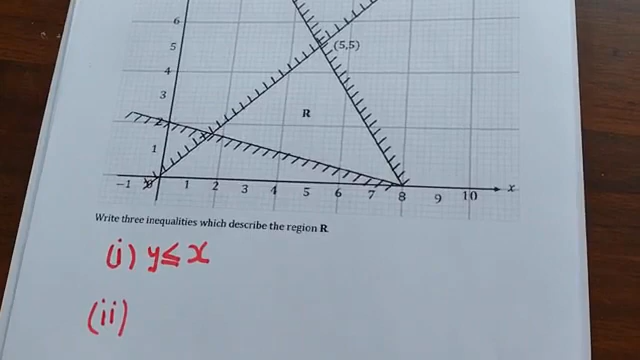 6
5
(5,5)
4
3
R
2
1
-1 0 1 2 3 4 5 6 7 8 9 10 x
Write three inequalities which describe the region R
(i) y ≤ x
(ii)